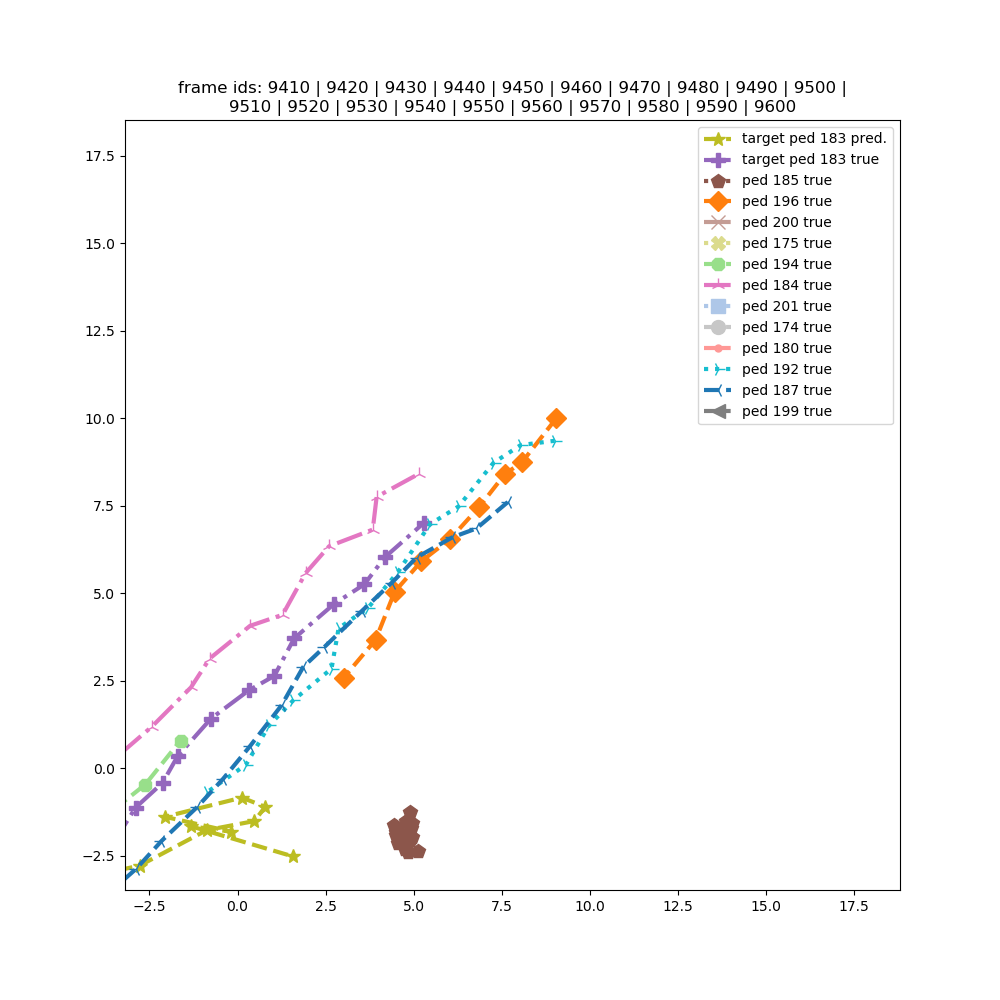 frame ids: 9410 | 9420 | 9430 | 9440 | 9450 | 9460 | 9470 | 9480 | 9490 | 9500 |
9510 | 9520 | 9530 | 9540 | 9550 | 9560 | 9570 | 9580 | 9590 | 9600
target ped 183 pred.
target ped 183 true
ped 185 true
ped 196 true
ped 200 true
ped 175 true
ped 194 true
ped 184 true
ped 201 true
ped 174 true
ped 180 true
ped 192 true
ped 187 true
ped 199 true
17.5
15.0
12.5
10.0
7.5
5.0
2.5
0.0
−2.5
−2.5 0.0 2.5 5.0 7.5 10.0 12.5 15.0 17.5